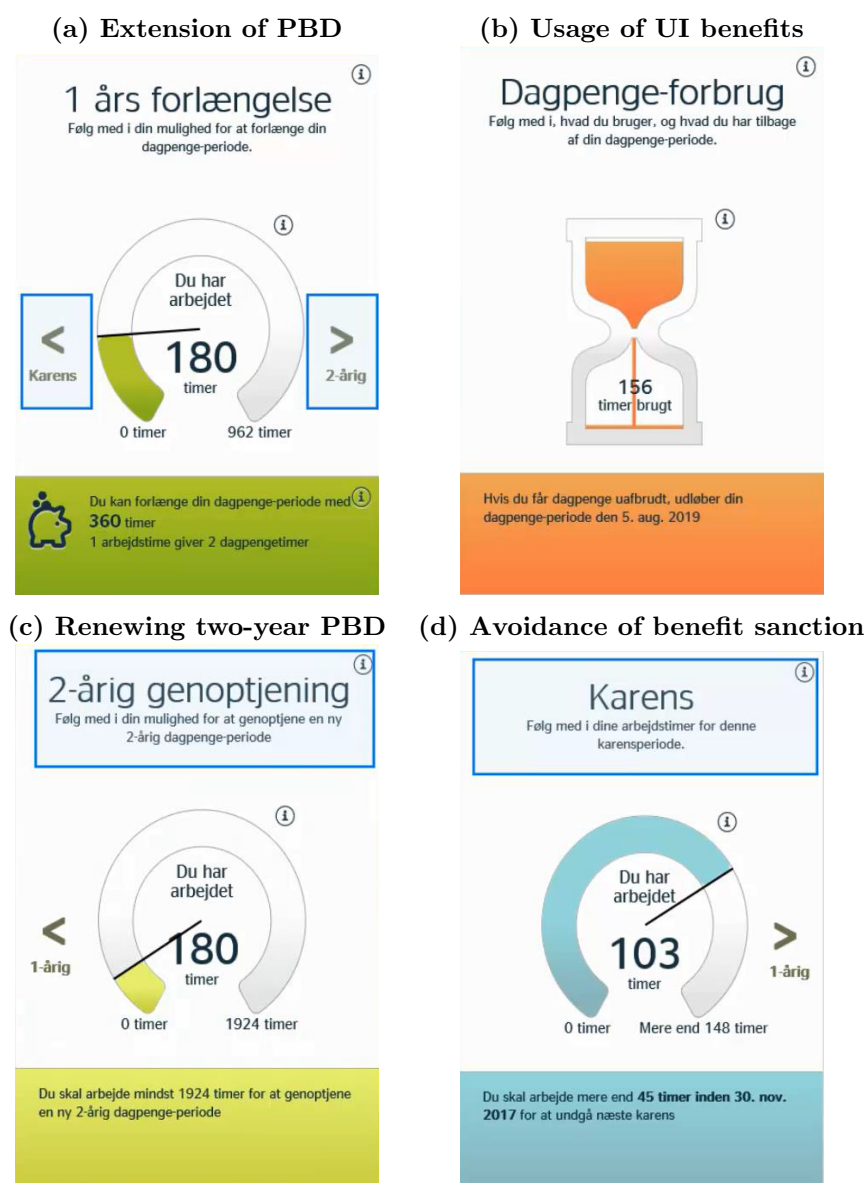 (a) Extension of PBD
1 års forlængelse
Følg med i din mulighed for at forlænge din
dagpenge-periode.
Du har
arbejdet
180
timer
<
Karens
>
2-årig
0 timer
962 timer
Du kan forlænge din dagpenge-periode med
360 timer
1 arbejdstime giver 2 dagpengetimer
(b) Usage of UI benefits
Dagpenge-forbrug
Følg med i, hvad du bruger, og hvad du har tilbage
af din dagpenge-periode.
156
timer brugt
Hvis du får dagpenge uafbrudt, udløber din
dagpenge-periode den 5. aug. 2019
(c) Renewing two-year PBD
2-årig genoptjening
Følg med i din mulighed for at genoptjene en ny
2-årig dagpenge-periode
Du har
arbejdet
180
timer
<
1-årig
0 timer
1924 timer
Du skal arbejde mindst 1924 timer for at genoptjene
en ny 2-årig dagpenge-periode
(d) Avoidance of benefit sanction
Karens
Følg med i dine arbejdstimer for denne
karensperiode.
Du har
arbejdet
103
timer
>
1-årig
0 timer
Mere end 148 timer
Du skal arbejde mere end 45 timer inden 30. nov.
2017 for at undgå næste karens